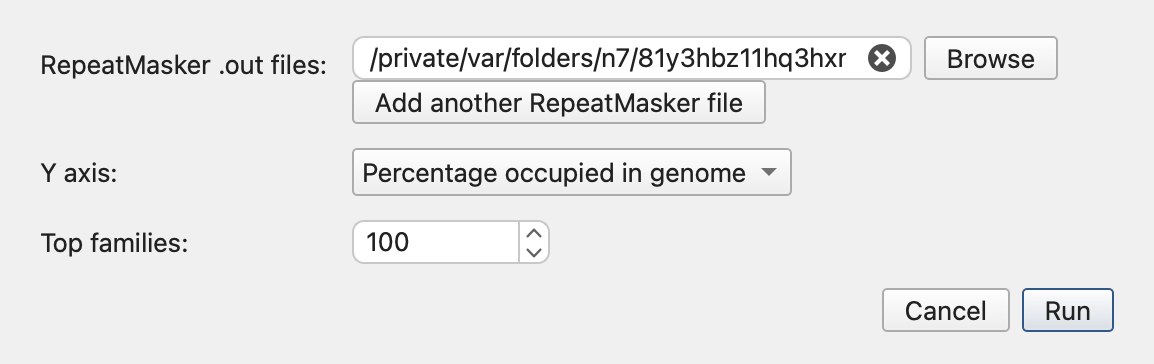 RepeatMasker .out files: /private/var/folders/n7/81y3hbz11hq3hxr Browse
Add another RepeatMasker file
Y axis: Percentage occupied in genome
Top families: 100
Cancel Run